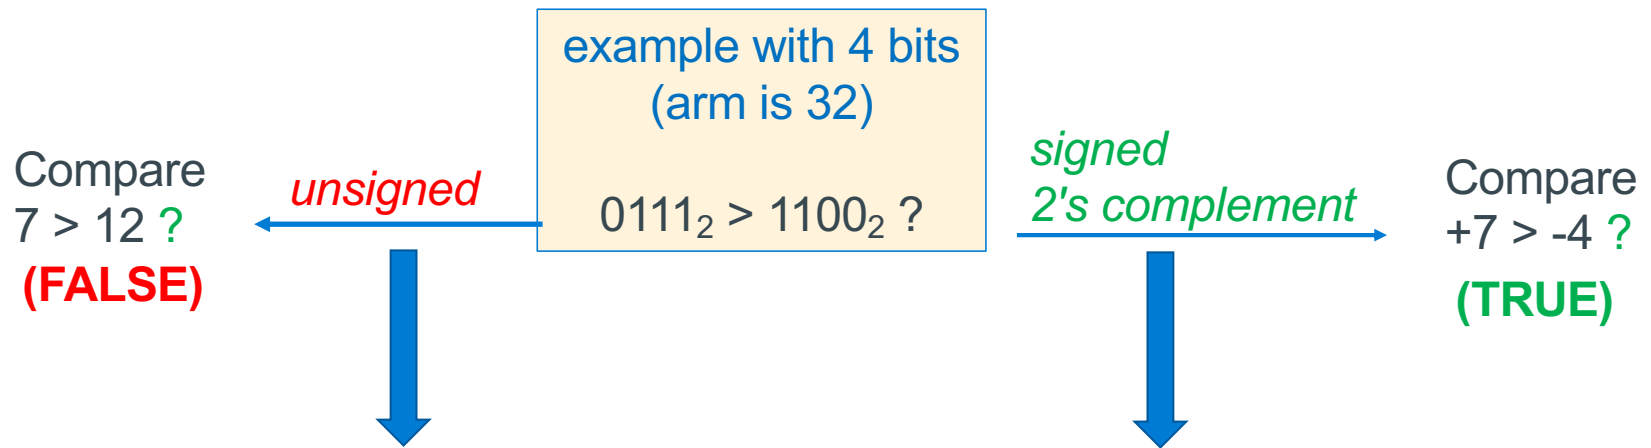 example with 4 bits
(arm is 32)
0111₂ > 1100₂ ?
Compare
7 > 12 ?
(FALSE)
unsigned
signed
2's complement
Compare
+7 > -4 ?
(TRUE)